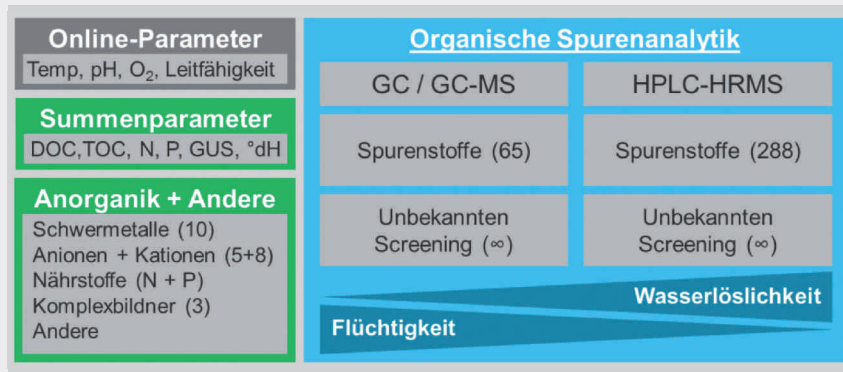 Online-Parameter
Temp, pH, O₂, Leitfähigkeit
Summenparameter
DOC,TOC, N, P, GUS, °dH
Anorganik + Andere
Schwermetalle (10)
Anionen + Kationen (5+8)
Nährstoffe (N + P)
Komplexbildner (3)
Andere
Organische Spurenanalytik
GC / GC-MS
HPLC-HRMS
Spurenstoffe (65)
Spurenstoffe (288)
Unbekannten
Screening (∞)
Unbekannten
Screening (∞)
Wasserlöslichkeit
Flüchtigkeit